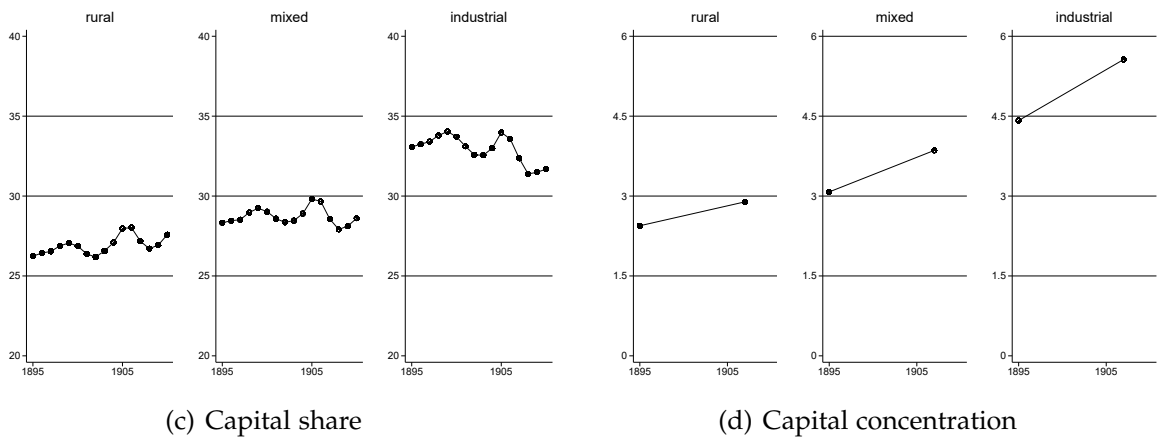 rural mixed industrial
40 40 40
35 35 35
30 30 30
25 25 25
20 20 20
1895 1905 1895 1905 1895 1905
(c) Capital share
rural mixed industrial
6 6 6
4.5 4.5 4.5
3 3 3
1.5 1.5 1.5
0 0 0
1895 1905 1895 1905 1895 1905
(d) Capital concentration